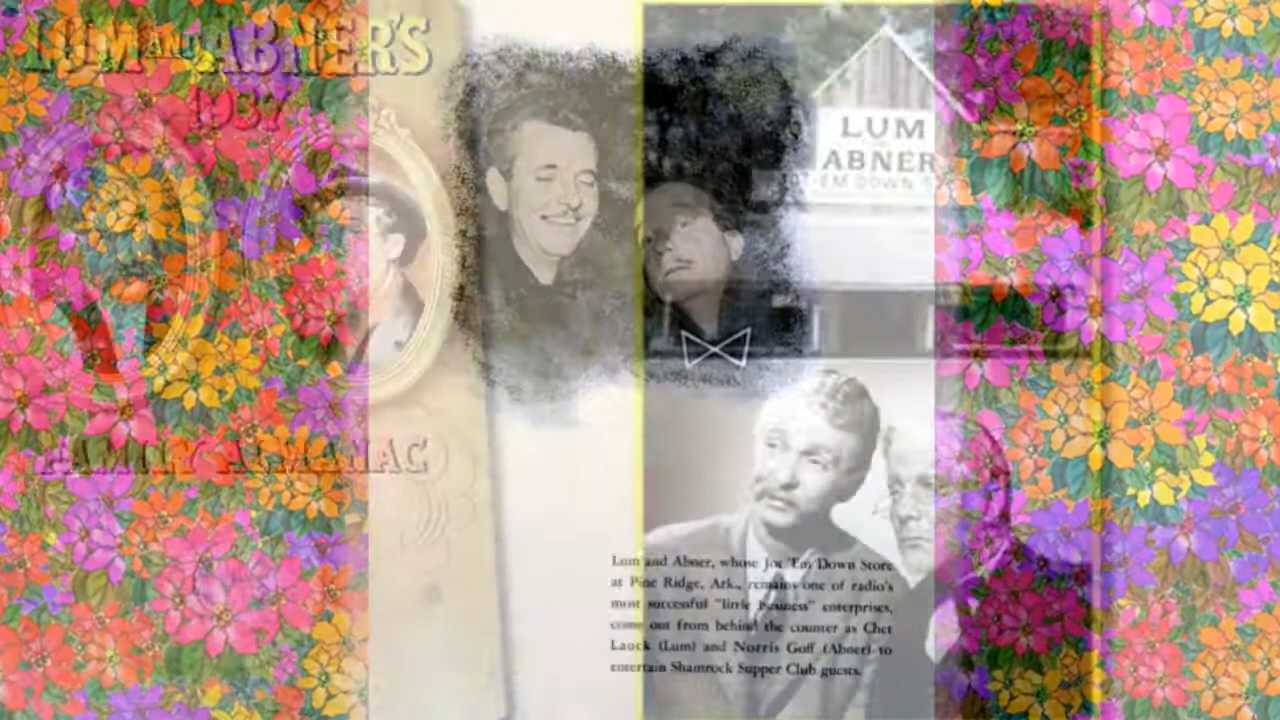 LUM AND ABNER'S
1937
FAMILY ALMANAC
LUM
ABNER
'EM DOWN S
Lum and Abner, whose Jot 'Em Down Store
at Pine Ridge, Ark., remains one of radio's
most successful "little business" enterprises,
come out from behind the counter as Chet
Lauck (Lum) and Norris Goff (Abner) to
entertain Shamrock Supper Club guests.